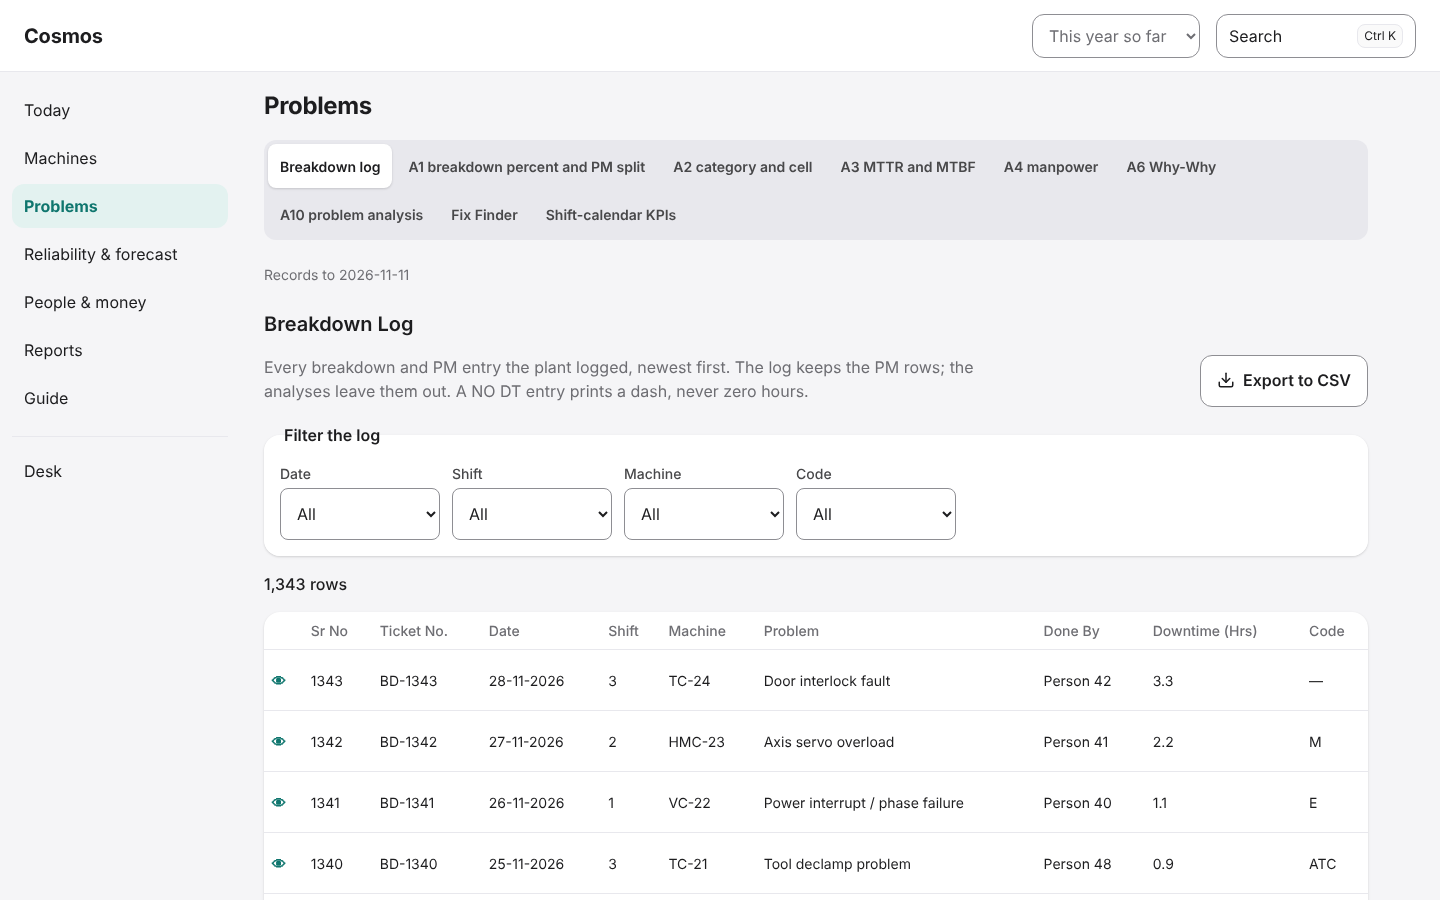 Cosmos
This year so far
Search
Ctrl K
Today
Machines
Problems
Reliability & forecast
People & money
Reports
Guide
Desk
Problems
Breakdown log
A1 breakdown percent and PM split
A2 category and cell
A3 MTTR and MTBF
A4 manpower
A6 Why-Why
A10 problem analysis
Fix Finder
Shift-calendar KPIs
Records to 2026-11-11
Breakdown Log
Every breakdown and PM entry the plant logged, newest first. The log keeps the PM rows; the
analyses leave them out. A NO DT entry prints a dash, never zero hours.
Export to CSV
Filter the log
Date Shift Machine Code
All All All All
1,343 rows
Sr No Ticket No. Date Shift Machine Problem Done By Downtime (Hrs) Code
1343 BD-1343 28-11-2026 3 TC-24 Door interlock fault Person 42 3.3 —
1342 BD-1342 27-11-2026 2 HMC-23 Axis servo overload Person 41 2.2 M
1341 BD-1341 26-11-2026 1 VC-22 Power interrupt / phase failure Person 40 1.1 E
1340 BD-1340 25-11-2026 3 TC-21 Tool declamp problem Person 48 0.9 ATC